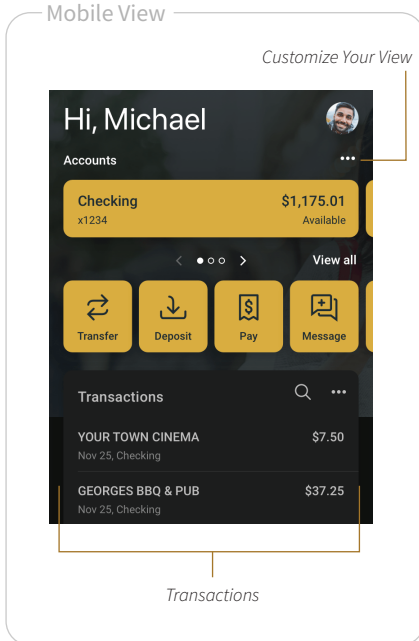 Mobile View
Customize Your View
Hi, Michael
Accounts
Checking $1,175.01
x1234 Available
View all
Transfer Deposit Pay Message
Transactions
YOUR TOWN CINEMA $7.50
Nov 25, Checking
GEORGES BBQ & PUB $37.25
Nov 25, Checking
Transactions